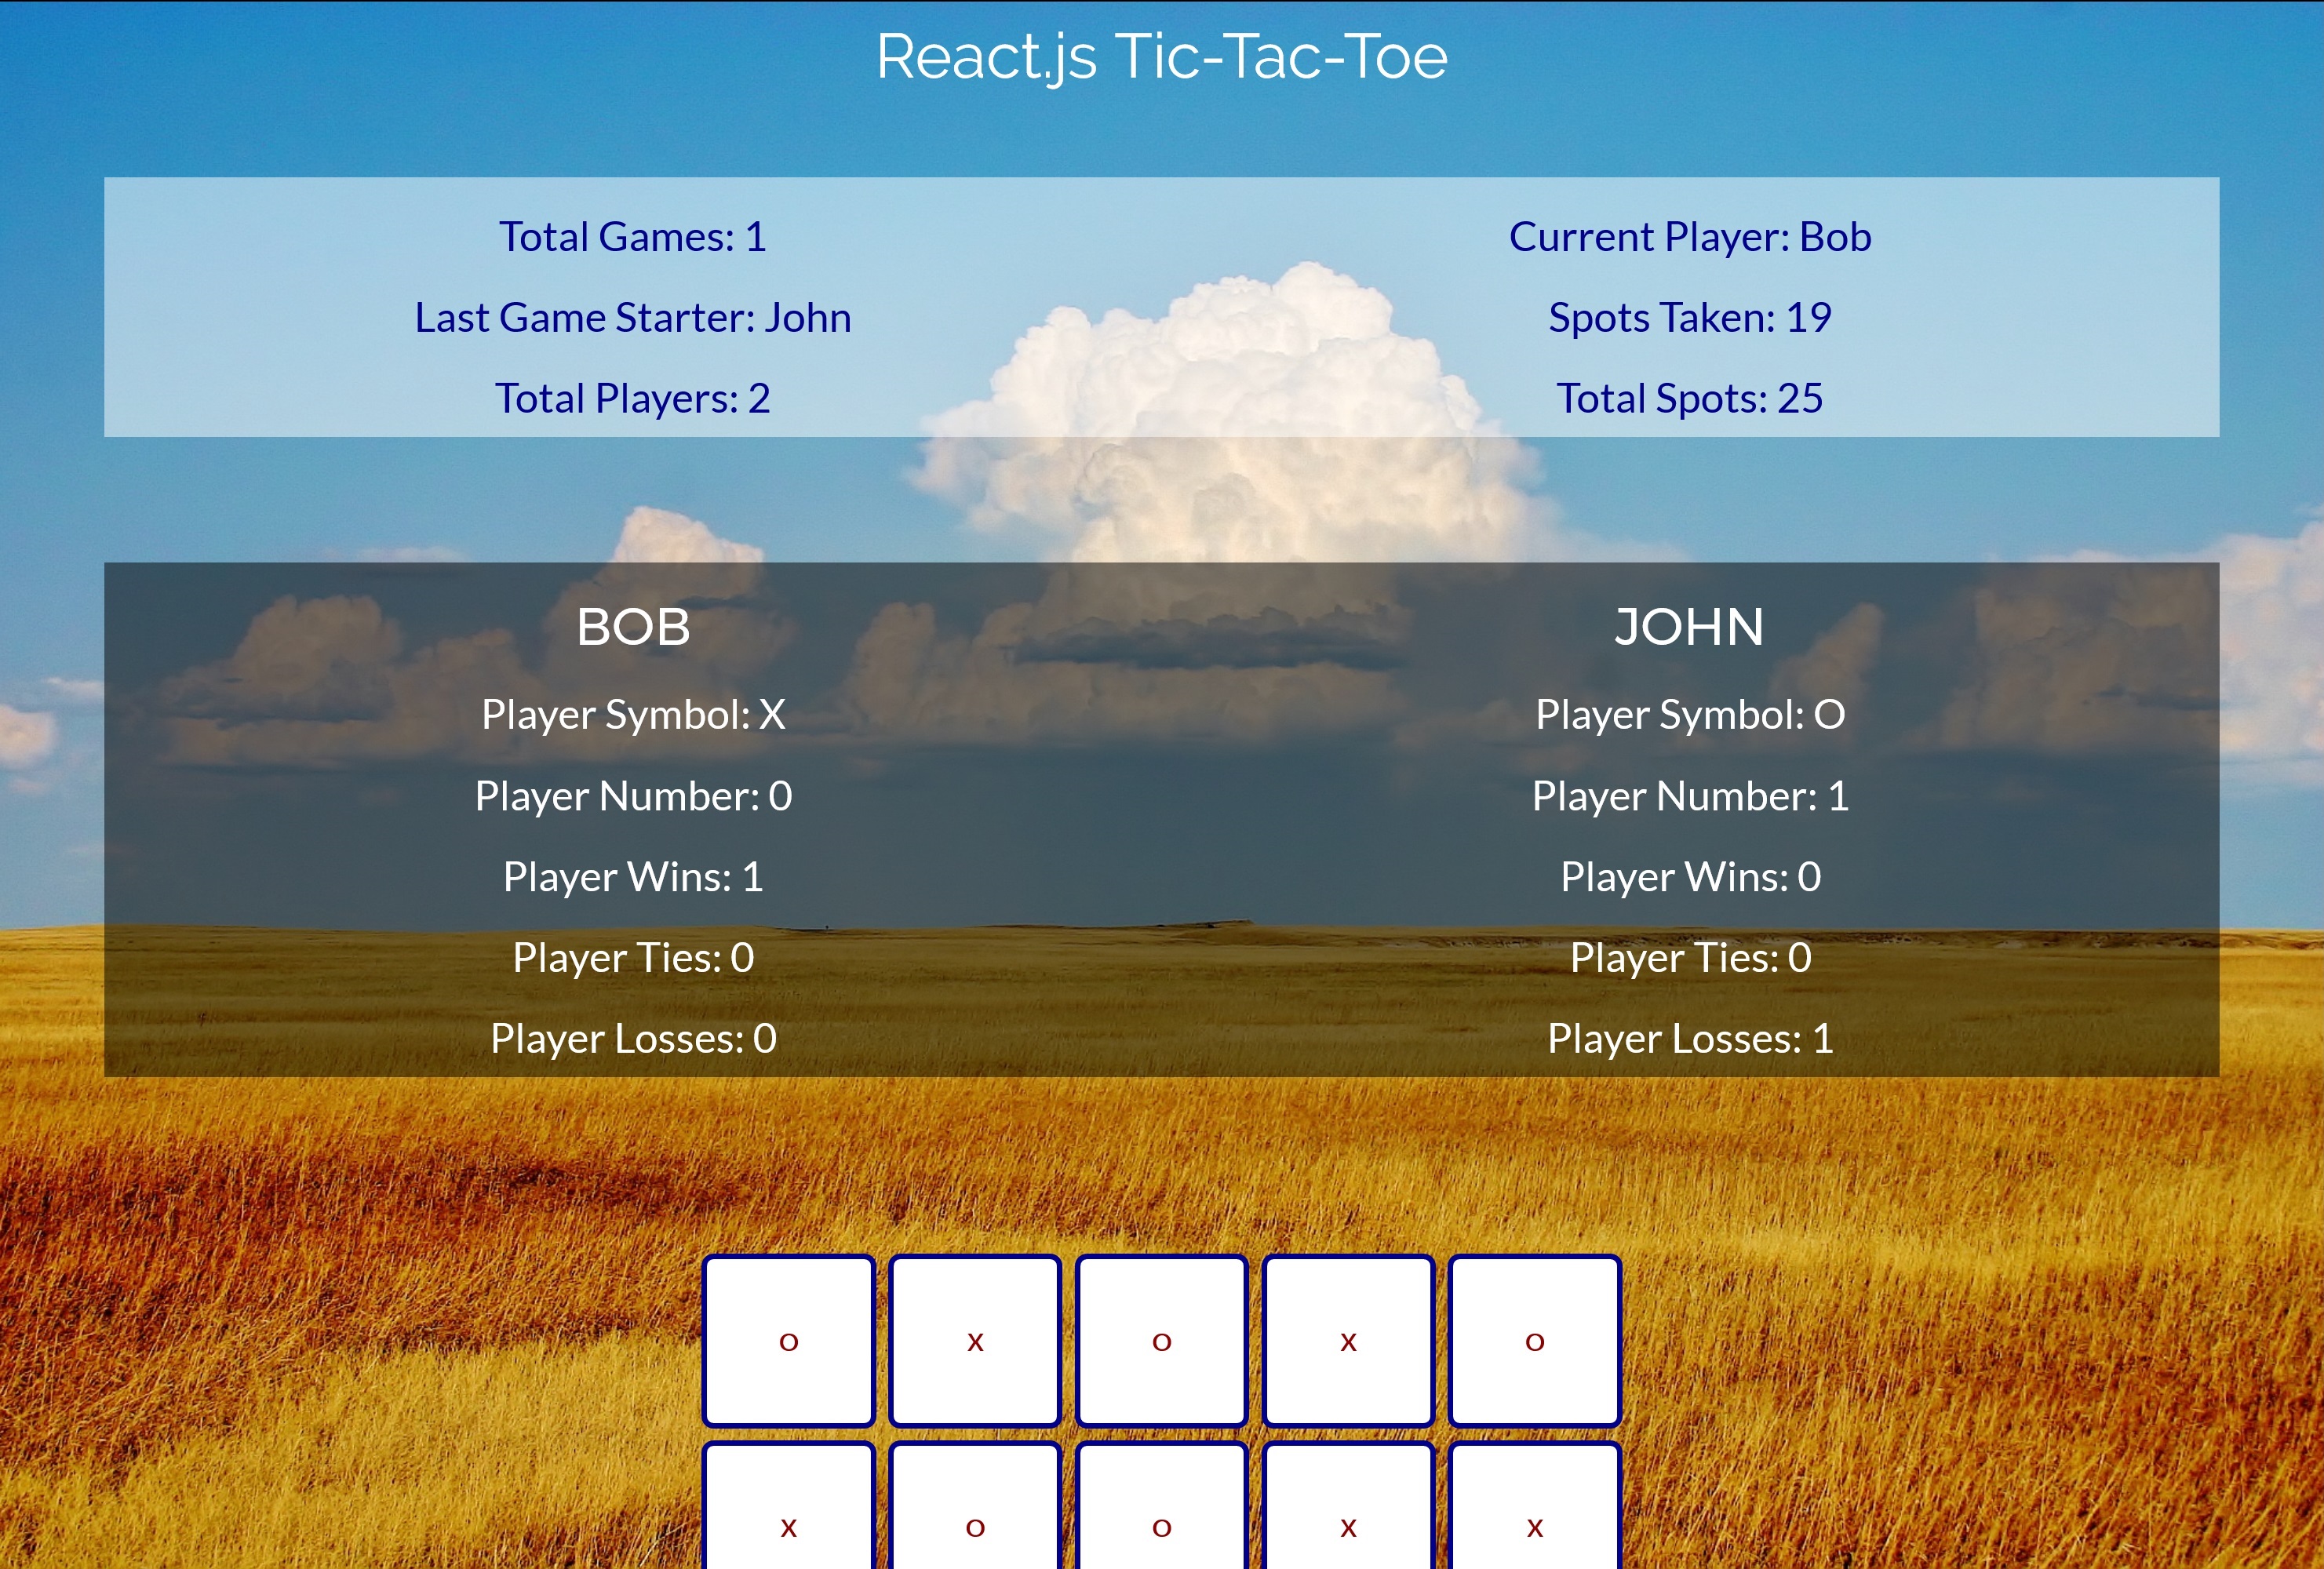 React.js Tic-Tac-Toe
Total Games: 1
Last Game Starter: John
Total Players: 2
Current Player: Bob
Spots Taken: 19
Total Spots: 25
BOB
Player Symbol: X
Player Number: 0
Player Wins: 1
Player Ties: 0
Player Losses: 0
JOHN
Player Symbol: O
Player Number: 1
Player Wins: 0
Player Ties: 0
Player Losses: 1
o x o x o
x o o x x